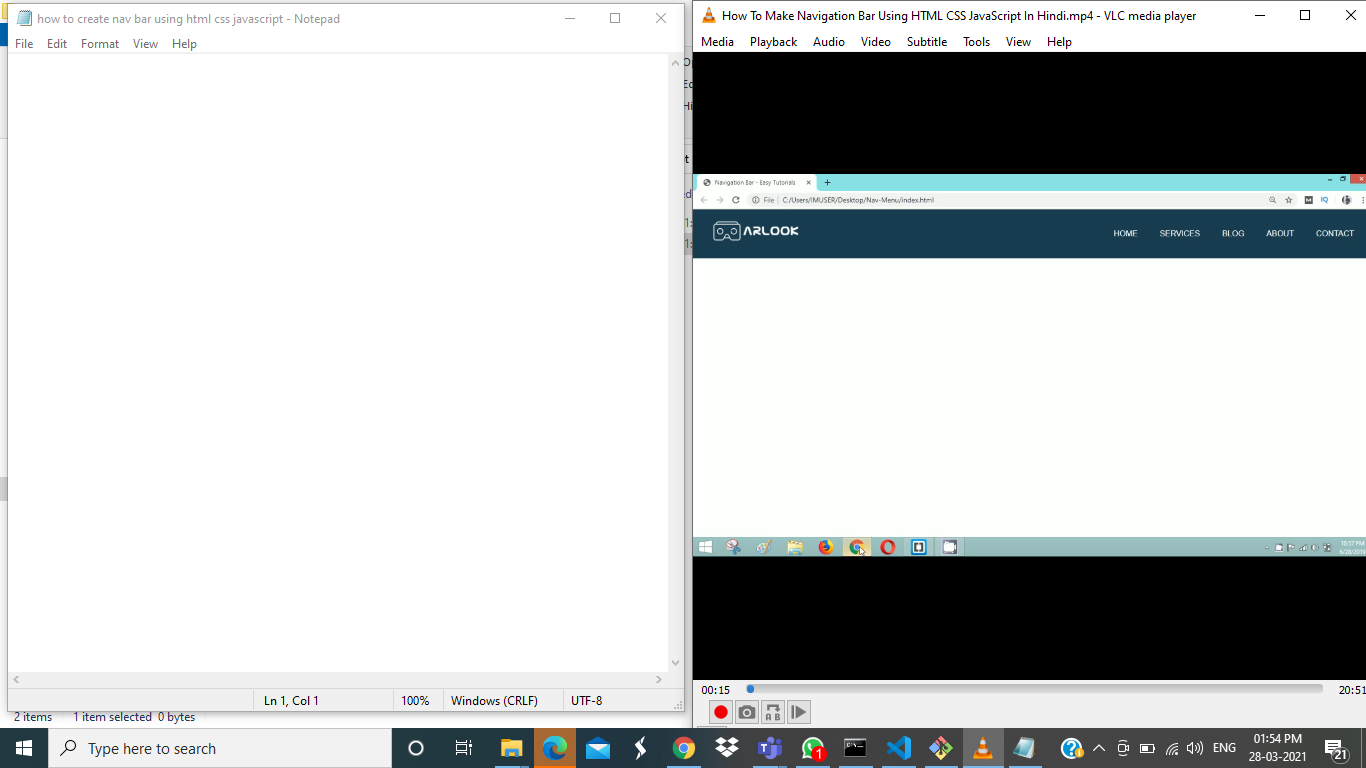 how to create nav bar using html css javascript - Notepad
File Edit Format View Help
Ln 1, Col 1 100% Windows (CRLF) UTF-8
2 items 1 item selected 0 bytes
How To Make Navigation Bar Using HTML CSS JavaScript In Hindi.mp4 - VLC media player
Media Playback Audio Video Subtitle Tools View Help
Navigation Bar - Easy Tutorials
File C:/Users/IMUSER/Desktop/Nav-Menu/index.html
ARLOOK HOME SERVICES BLOG ABOUT CONTACT
10:57 PM
6/28/2019
00:15 20:51
Type here to search
1
ENG
01:54 PM
28-03-2021
21